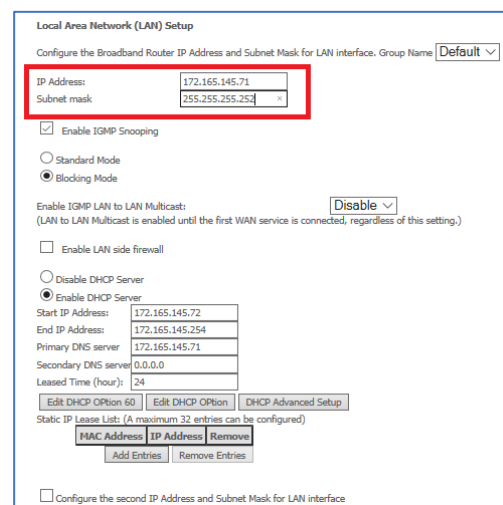 Local Area Network (LAN) Setup
Configure the Broadband Router IP Address and Subnet Mask for LAN interface. Group Name Default
IP Address: 172.165.145.71
Subnet mask 255.255.255.252 ×
Enable IGMP Snooping
Standard Mode
Blocking Mode
Enable IGMP LAN to LAN Multicast: Disable
(LAN to LAN Multicast is enabled until the first WAN service is connected, regardless of this setting.)
Enable LAN side firewall
Disable DHCP Server
Enable DHCP Server
Start IP Address: 172.165.145.72
End IP Address: 172.165.145.254
Primary DNS server 172.165.145.71
Secondary DNS server 0.0.0.0
Leased Time (hour): 24
Edit DHCP OPtion 60 Edit DHCP OPtion DHCP Advanced Setup
Static IP Lease List: (A maximum 32 entries can be configured)
MAC Address IP Address Remove
Add Entries Remove Entries
Configure the second IP Address and Subnet Mask for LAN interface